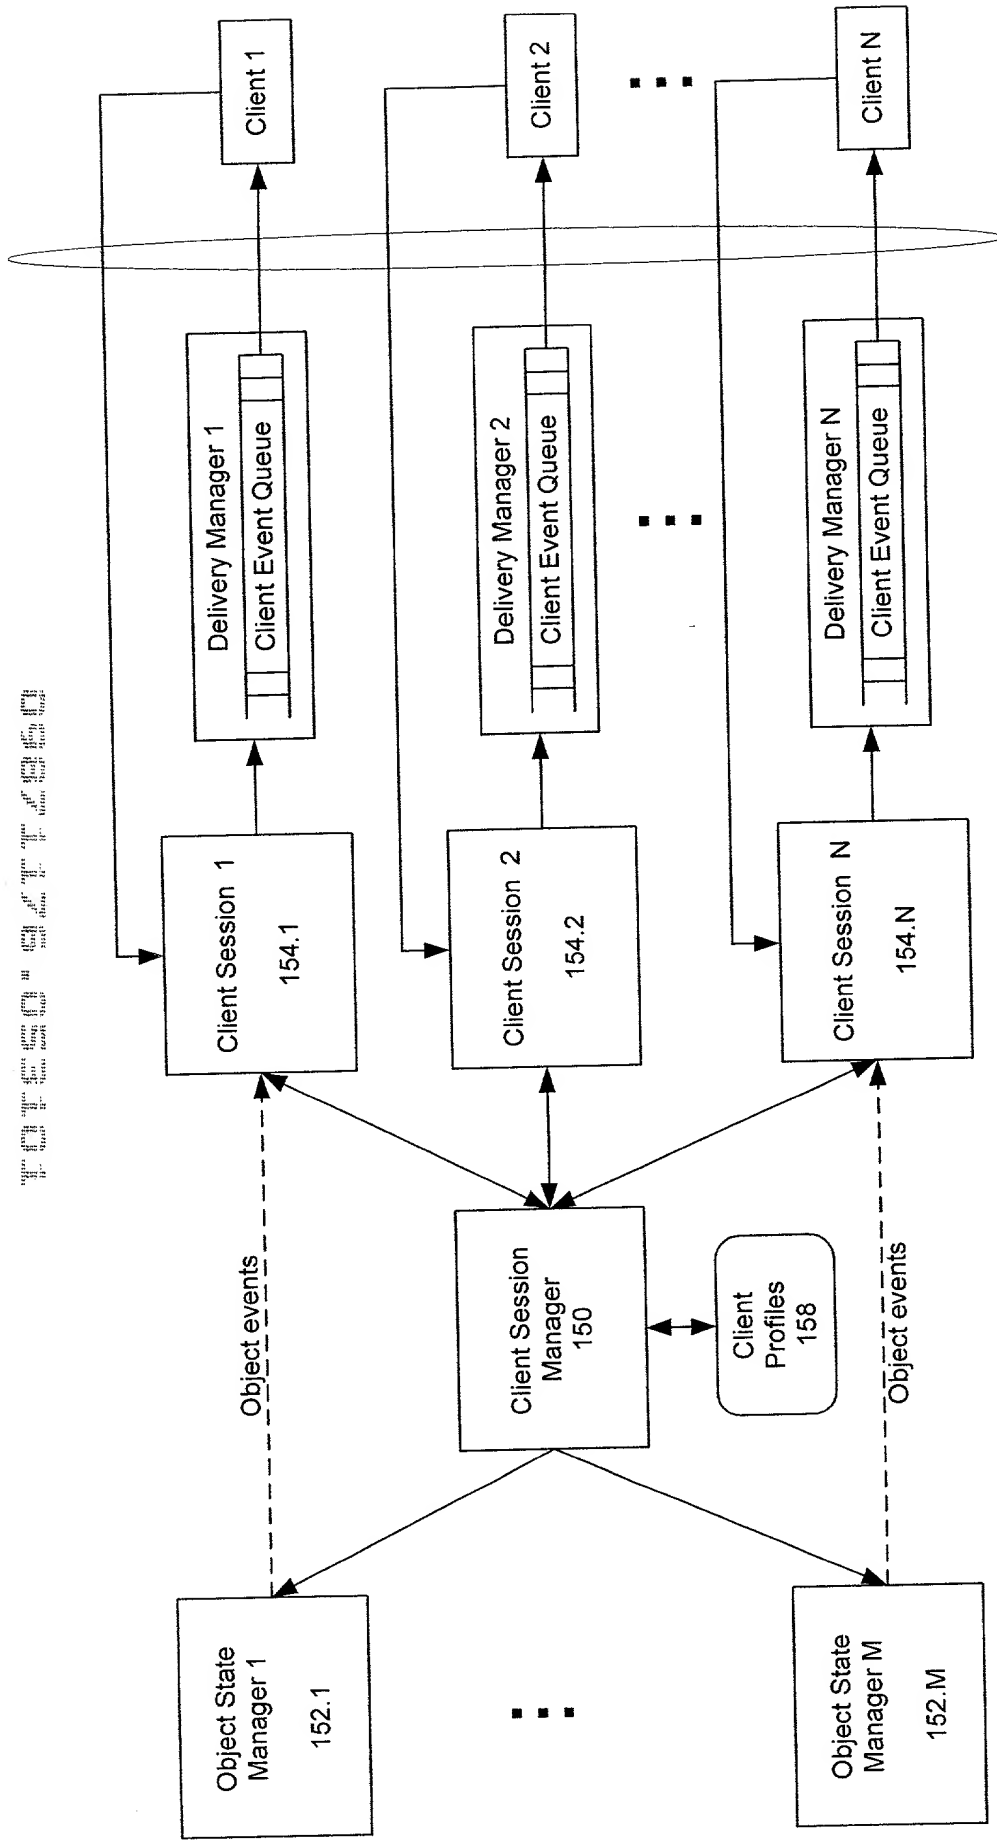 Object State
Manager 1
152.1
Object State
Manager M
152.M
Object events
Object events
Client Session
Manager
150
Client
Profiles
158
Client Session 1
154.1
Client Session 2
154.2
Client Session N
154.N
Delivery Manager 1
Client Event Queue
Delivery Manager 2
Client Event Queue
Delivery Manager N
Client Event Queue
Client 1
Client 2
Client N